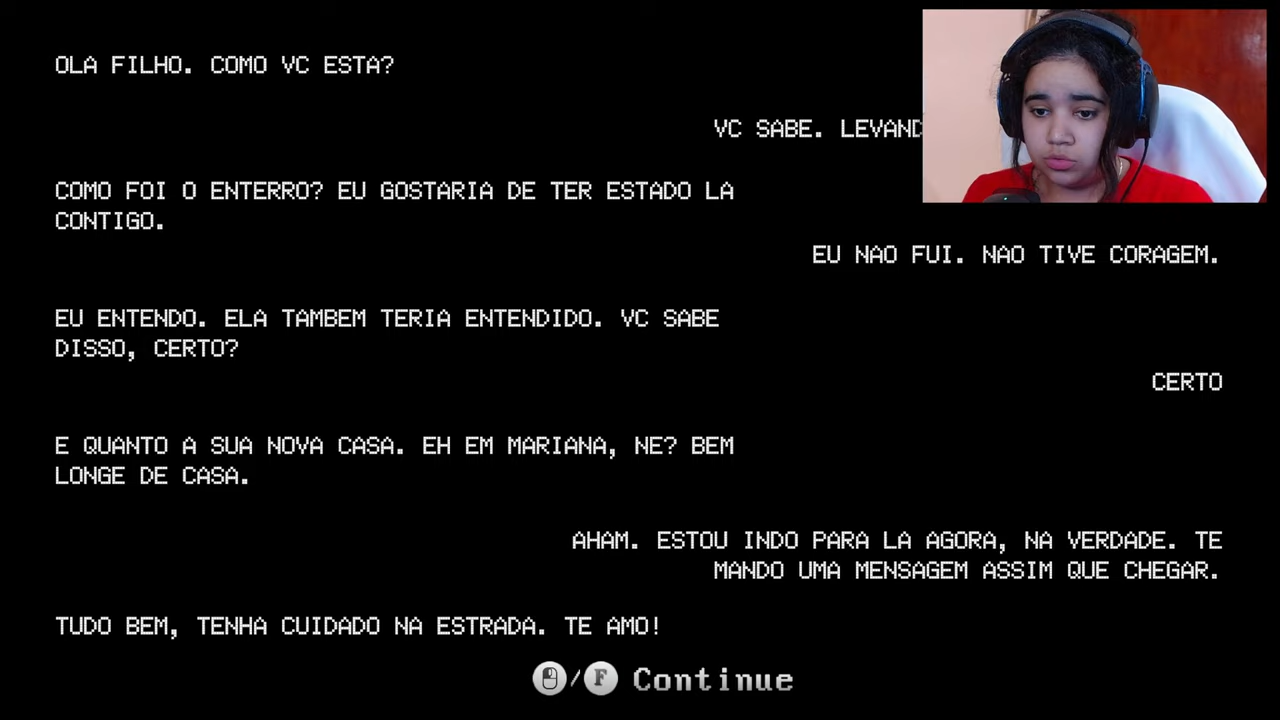 OLA FILHO. COMO VC ESTA?
VC SABE. LEVAND
COMO FOI O ENTERRO? EU GOSTARIA DE TER ESTADO LA
CONTIGO.
EU NAO FUI. NAO TIVE CORAGEM.
EU ENTENDO. ELA TAMBEM TERIA ENTENDIDO. VC SABE
DISSO, CERTO?
CERTO
E QUANTO A SUA NOVA CASA. EH EM MARIANA, NE? BEM
LONGE DE CASA.
AHAM. ESTOU INDO PARA LA AGORA, NA VERDADE. TE
MANDO UMA MENSAGEM ASSIM QUE CHEGAR.
TUDO BEM, TENHA CUIDADO NA ESTRADA. TE AMO!
/F Continue